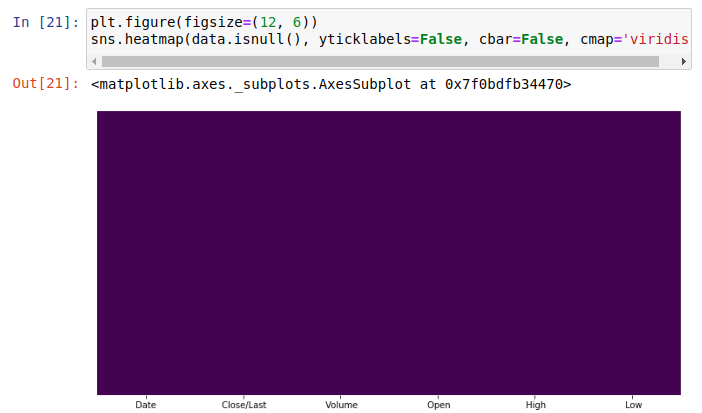 In [21]: plt.figure(figsize=(12, 6))
sns.heatmap(data.isnull(), yticklabels=False, cbar=False, cmap='viridis
Out[21]: <matplotlib.axes._subplots.AxesSubplot at 0x7f0bdfb34470>
Date Close/Last Volume Open High Low